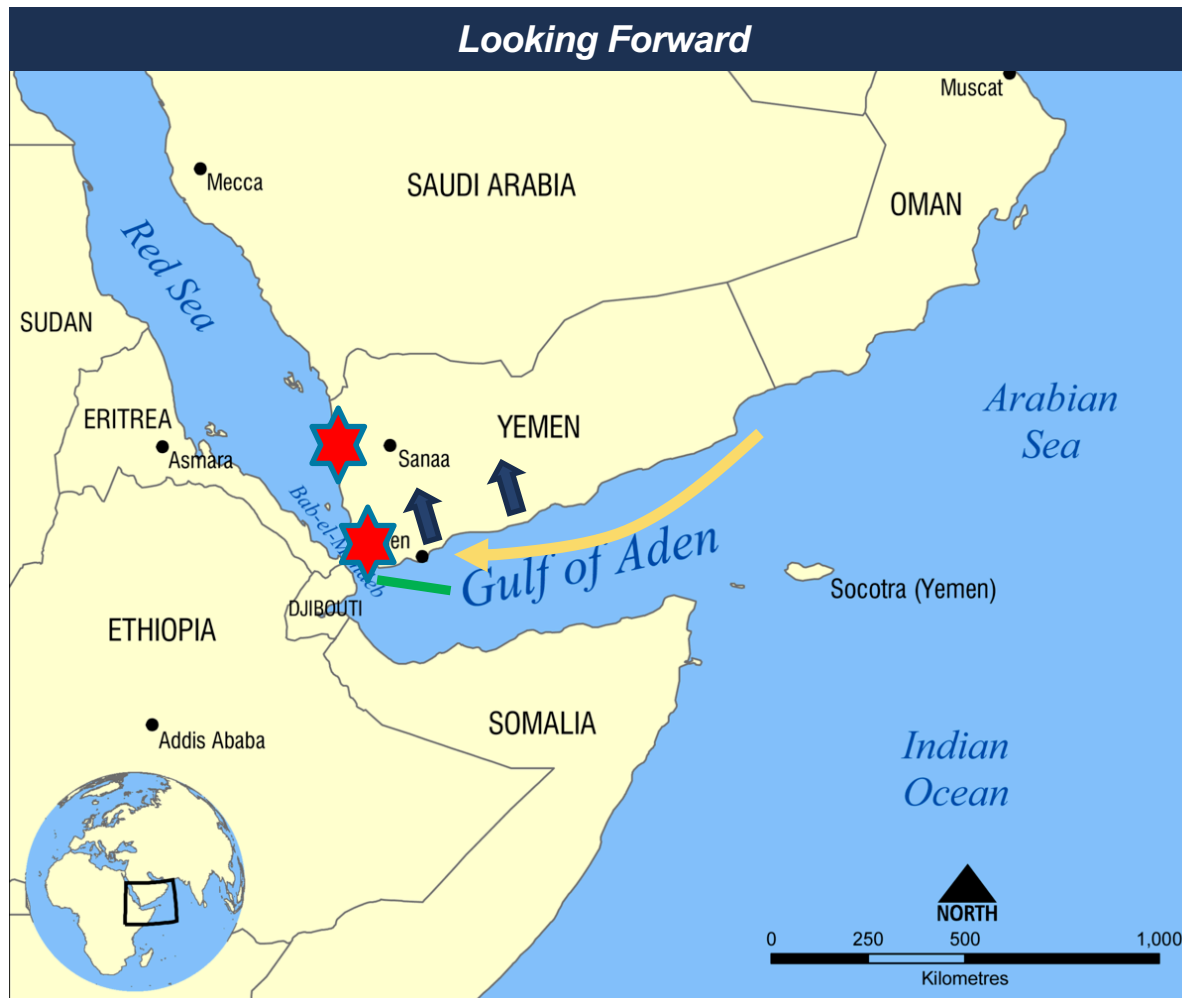 Looking Forward
Muscat
Mecca
SAUDI ARABIA
OMAN
Red Sea
SUDAN
Arabian
Sea
ERITREA
YEMEN
Asmara
Sanaa
en
Gulf of Aden
Socotra (Yemen)
DJIBOUTI
ETHIOPIA
SOMALIA
Addis Ababa
Indian
Ocean
NORTH
0 250 500 1,000
Kilometres